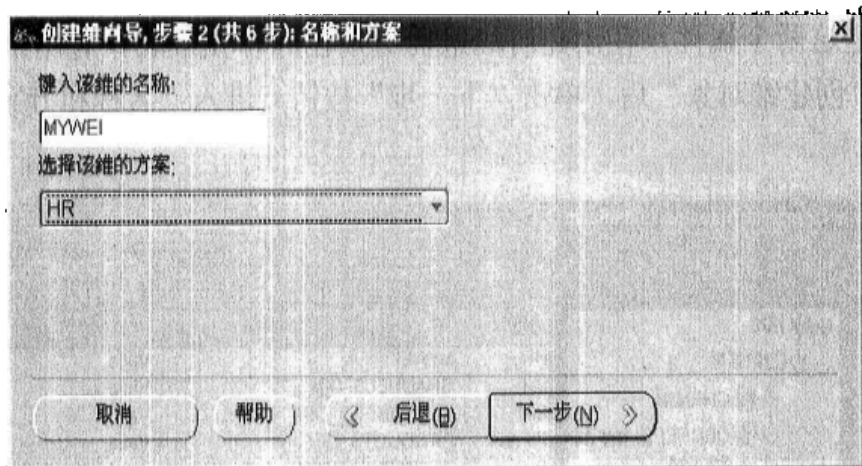 创建维向导, 步骤 2 (共 6 步): 名称和方案
键入该维的名称:
MYWEI
选择该维的方案:
HR
取消 帮助 后退(B) 下一步(N)